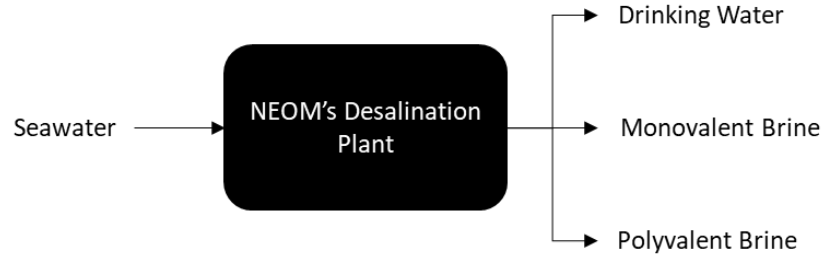 Drinking Water
NEOM's Desalination
Plant
Seawater
Monovalent Brine
Polyvalent Brine